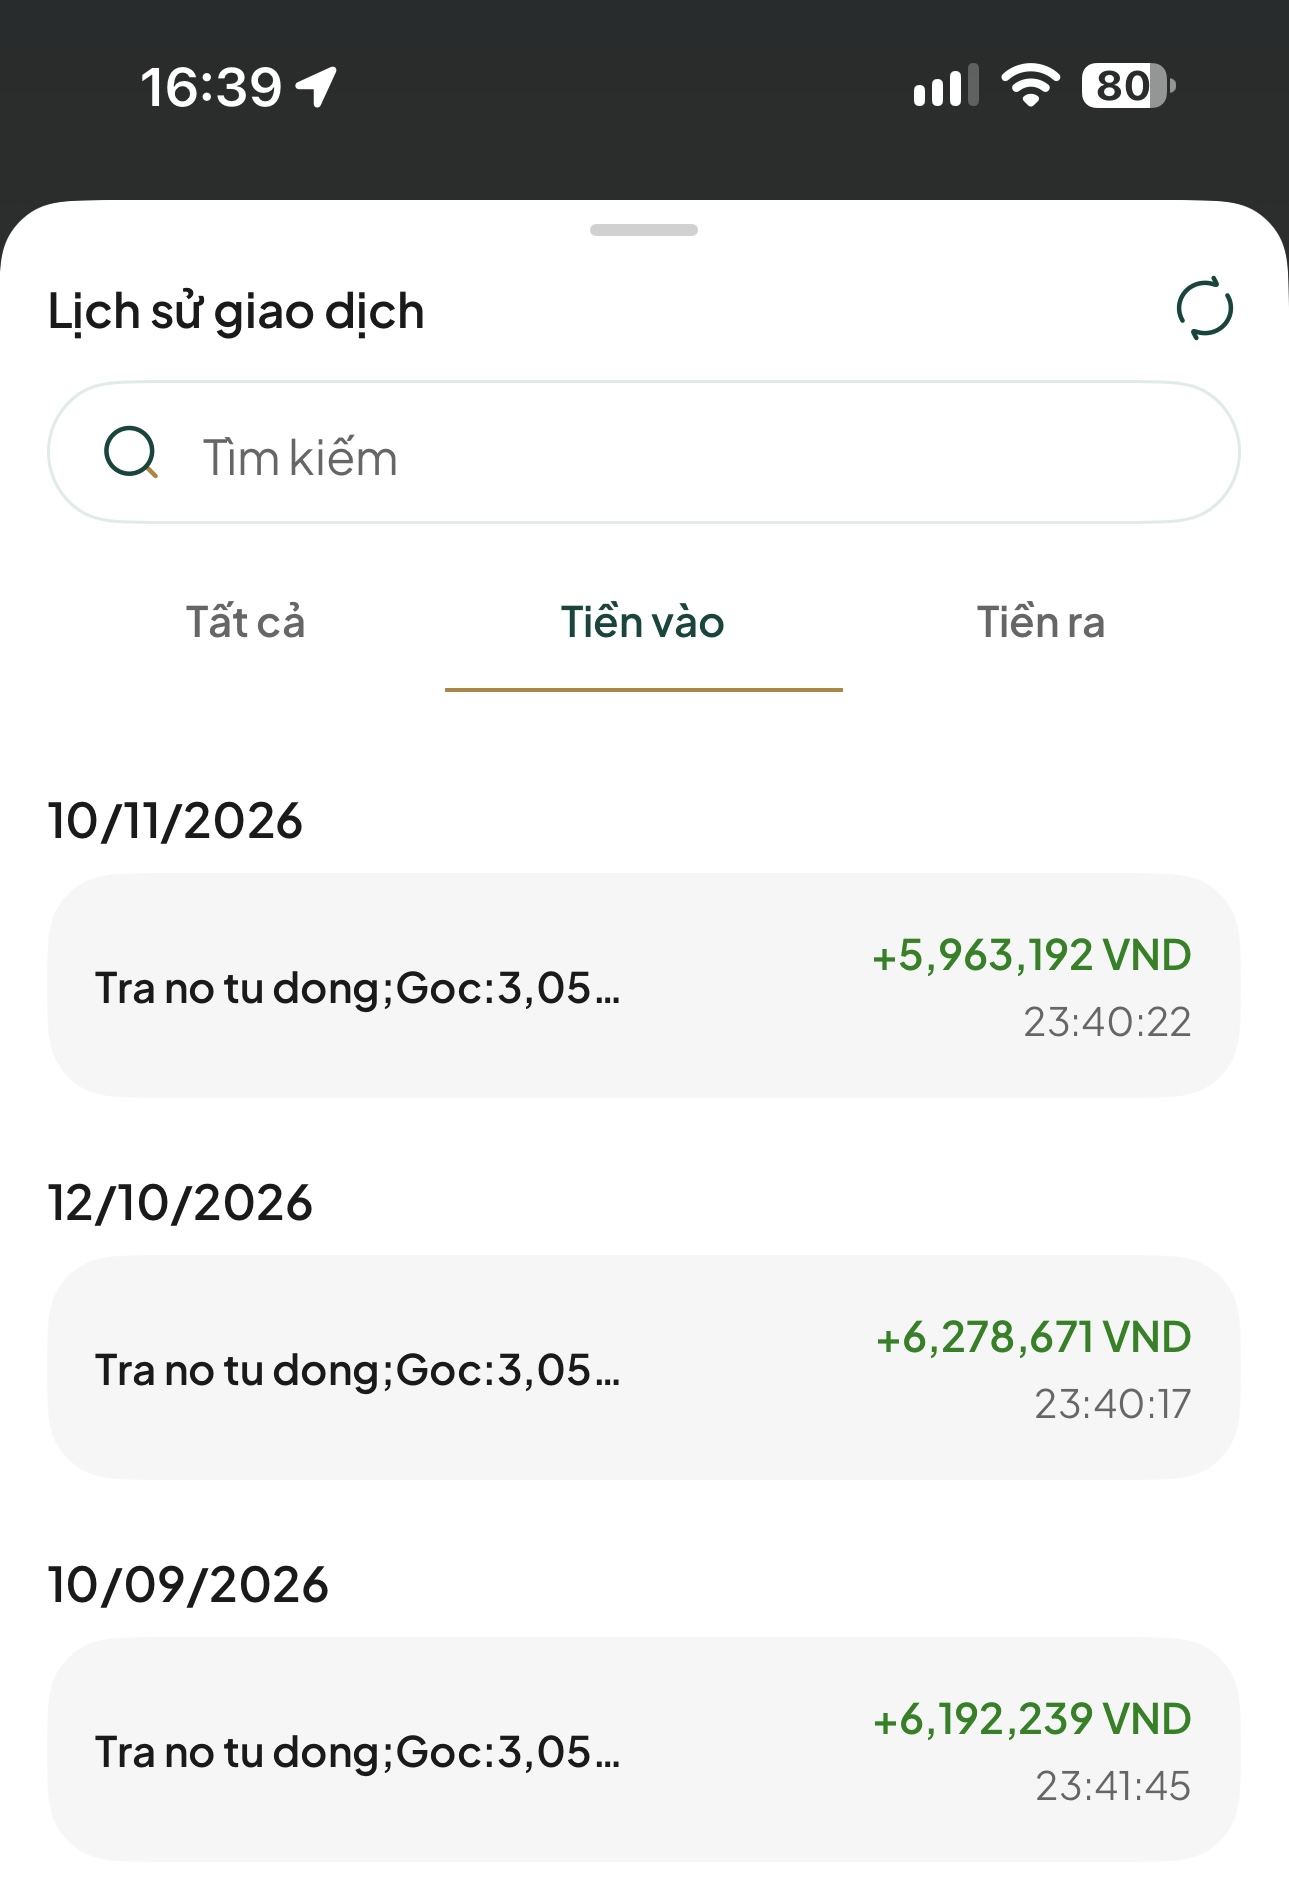 16:39
80
Lịch sử giao dịch
Tìm kiếm
Tất cả Tiền vào Tiền ra
10/11/2026
+5,963,192 VND
Tra no tu dong;Goc:3,05...
23:40:22
12/10/2026
+6,278,671 VND
Tra no tu dong;Goc:3,05...
23:40:17
10/09/2026
+6,192,239 VND
Tra no tu dong;Goc:3,05...
23:41:45